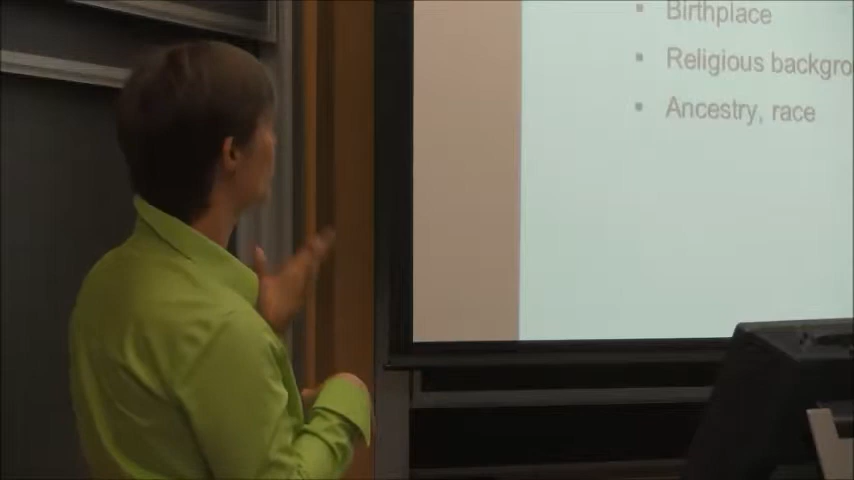 • Birthplace
• Religious backgro
• Ancestry, race